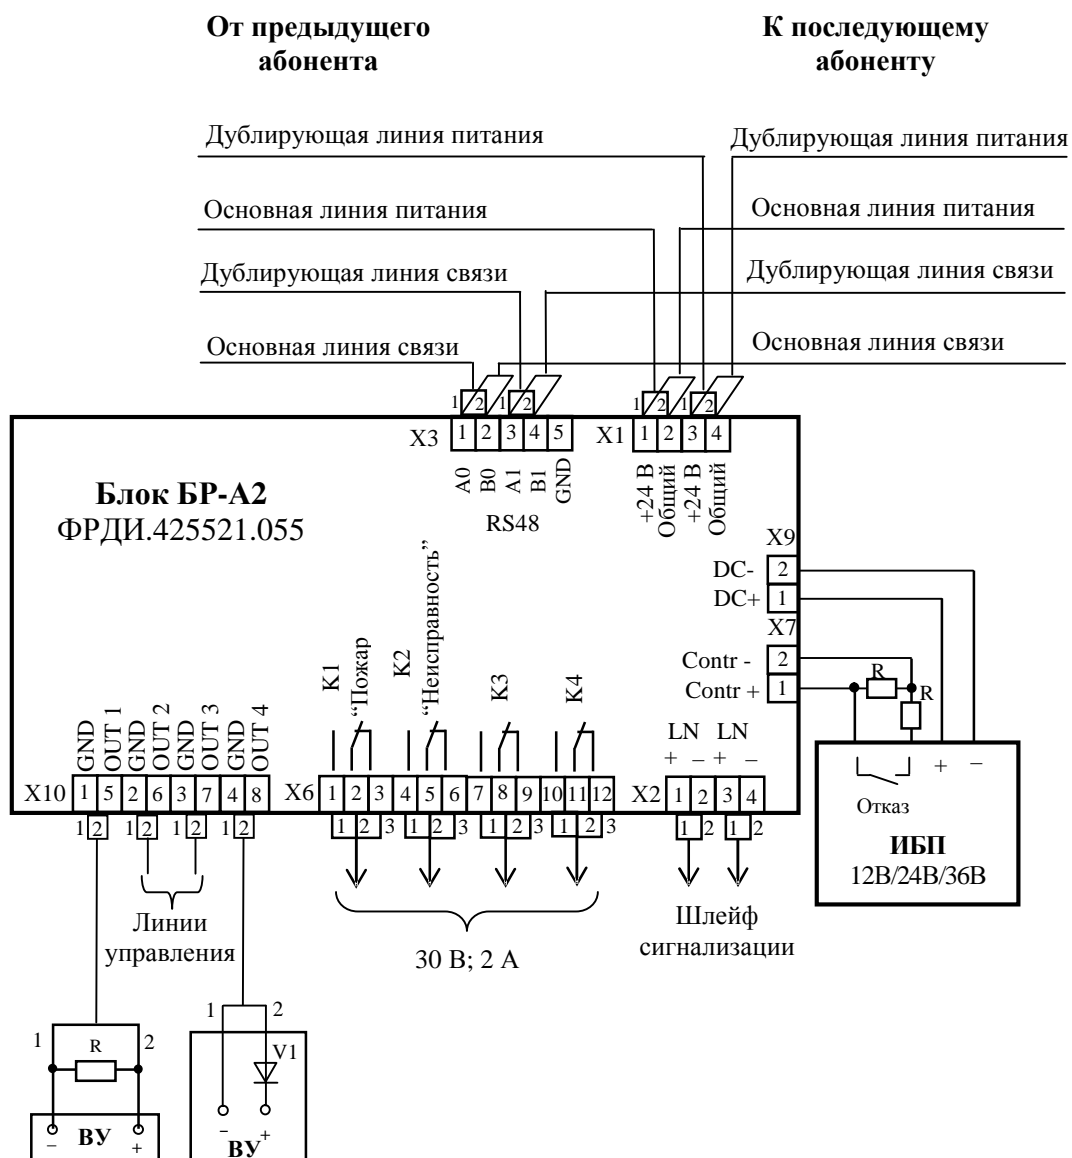 От предыдущего
абонента
К последующему
абоненту
Дублирующая линия питания
Дублирующая линия питания
Основная линия питания
Основная линия питания
Дублирующая линия связи
Дублирующая линия связи
Основная линия связи
Основная линия связи
1 2 1 2
1 2 1 2
X3 1 2 3 4 5
X1 1 2 3 4
A0
B0
A1
B1
GND
+24 В
Общий
+24 В
Общий
RS48
Блок БР-А2
ФРДИ.425521.055
X9
DC- 2
DC+ 1
X7
Contr - 2
Contr + 1
R
R
K1
“Пожар
K2
“Неисправность”
K3
K4
GND
OUT 1
GND
OUT 2
GND
OUT 3
GND
OUT 4
LN LN
+ – + –
X10 1 5 2 6 3 7 4 8
X6 1 2 3 4 5 6 7 8 9 10 11 12
X2 1 2 3 4
1 2 1 2 1 2 1 2
1 2 3 1 2 3 1 2 3 1 2 3
1 2 1 2
+ –
Отказ
ИБП
12В/24В/36В
Линии
управления
30 В; 2 А
Шлейф
сигнализации
1 2
V1
1 R 2
– ВУ +
- +
ВУ